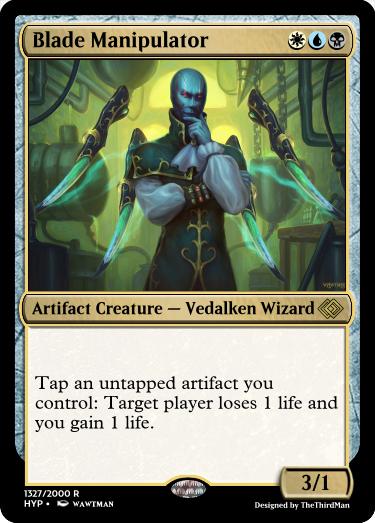 Blade Manipulator
Artifact Creature — Vedalken Wizard
Tap an untapped artifact you
control: Target player loses 1 life and
you gain 1 life.
3/1
1327/2000 R
HYP • WAWTMAN
Designed by TheThirdMan